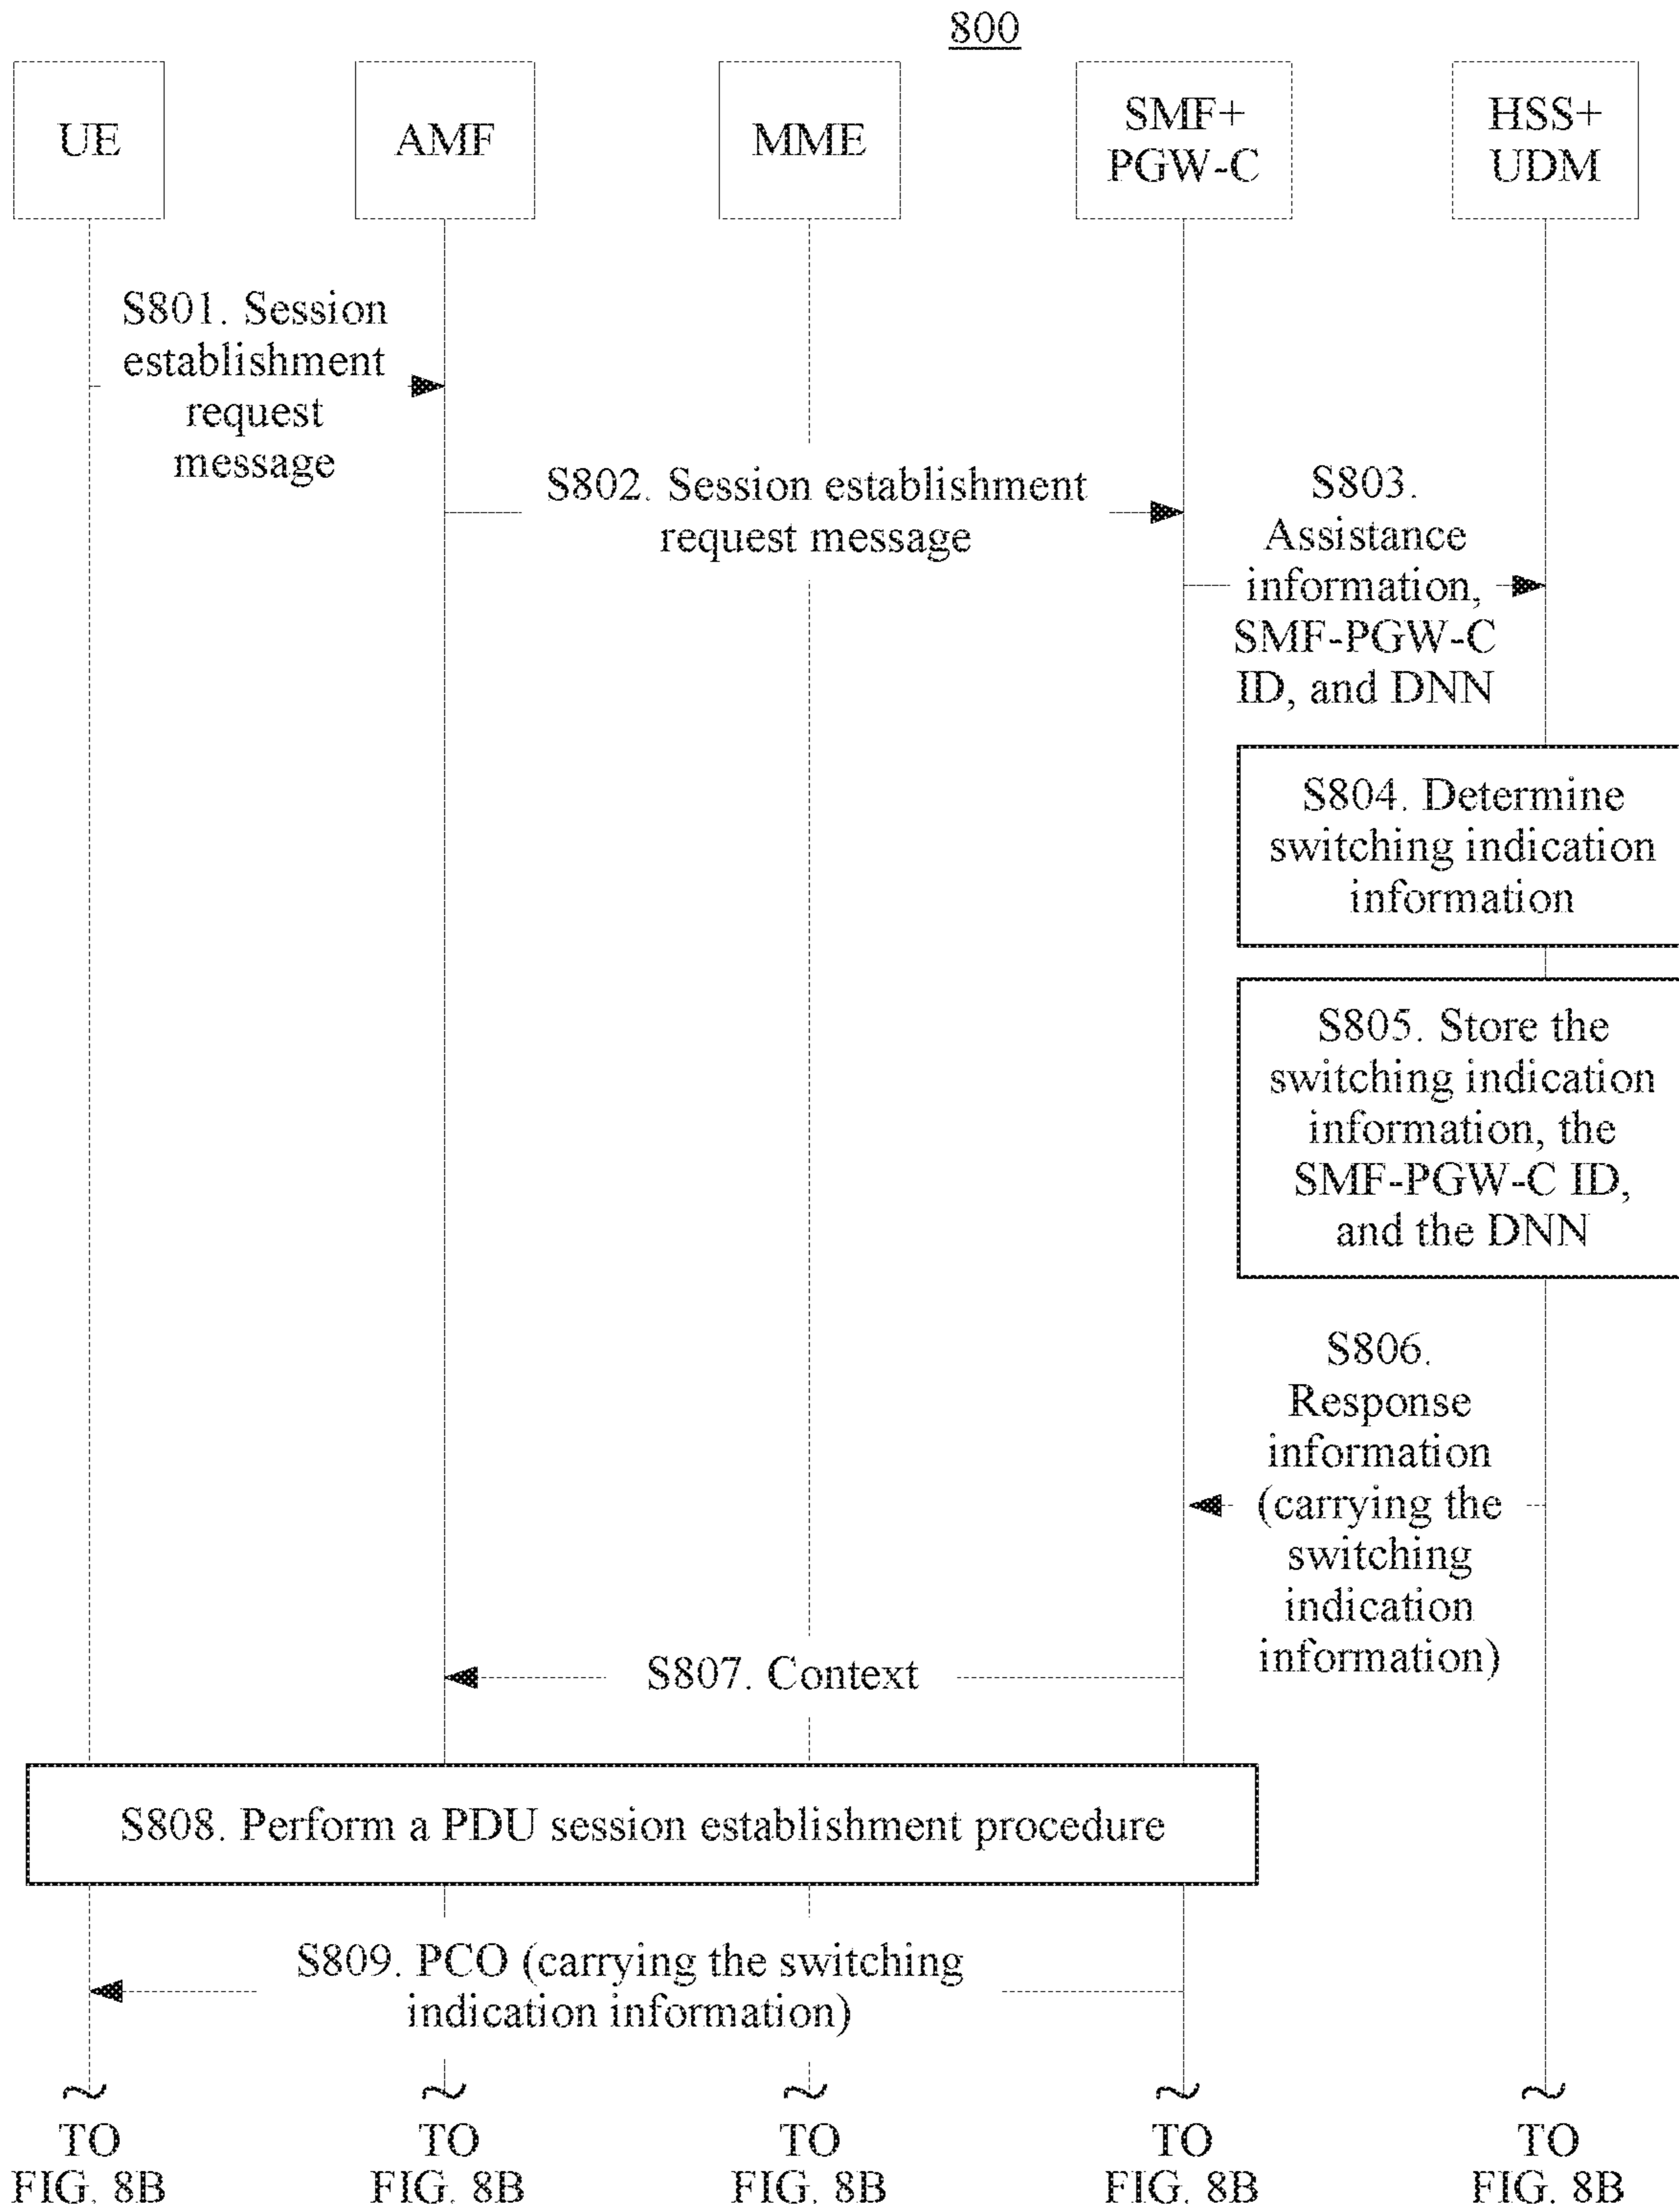 800
UE
AMF
MME
SMF+
PGW-C
HSS+
UDM
S801. Session
establishment
request
message
S802. Session establishment
request message
S803.
Assistance
information,
SMF-PGW-C
ID, and DNN
S804. Determine
switching indication
information
S805. Store the
switching indication
information, the
SMF-PGW-C ID,
and the DNN
S806.
Response
information
(carrying the
switching
indication
information)
S807. Context
S808. Perform a PDU session establishment procedure
S809. PCO (carrying the switching
indication information)
TO
FIG. 8B
TO
FIG. 8B
TO
FIG. 8B
TO
FIG. 8B
TO
FIG. 8B